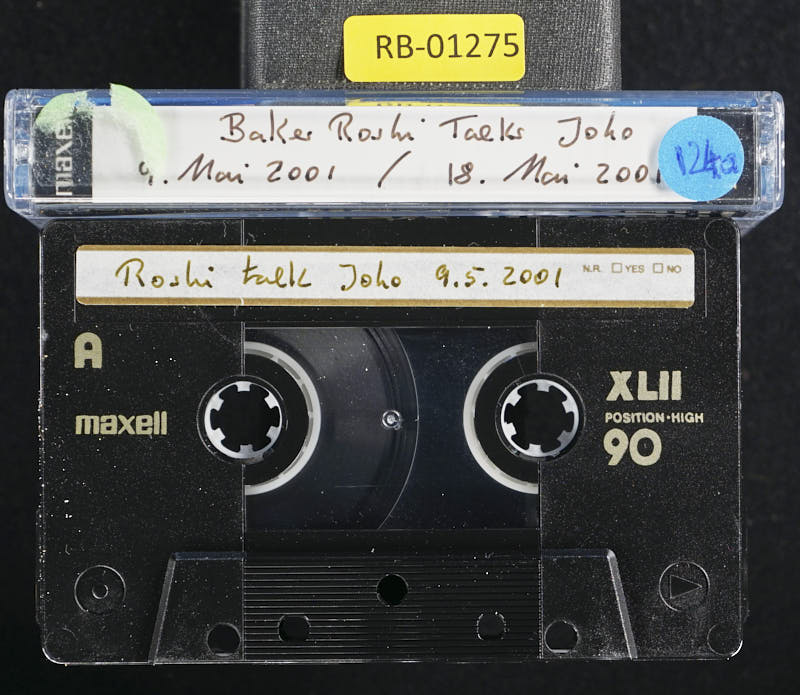 RB-01275
maxell
Baker Roshi Talks Joho
9. Mai 2001 / 18. Mai 2001
124a
Roshi talk Joho 9.5.2001
N.R. YES NO
A
maxell
XLII
POSITION·HIGH
90